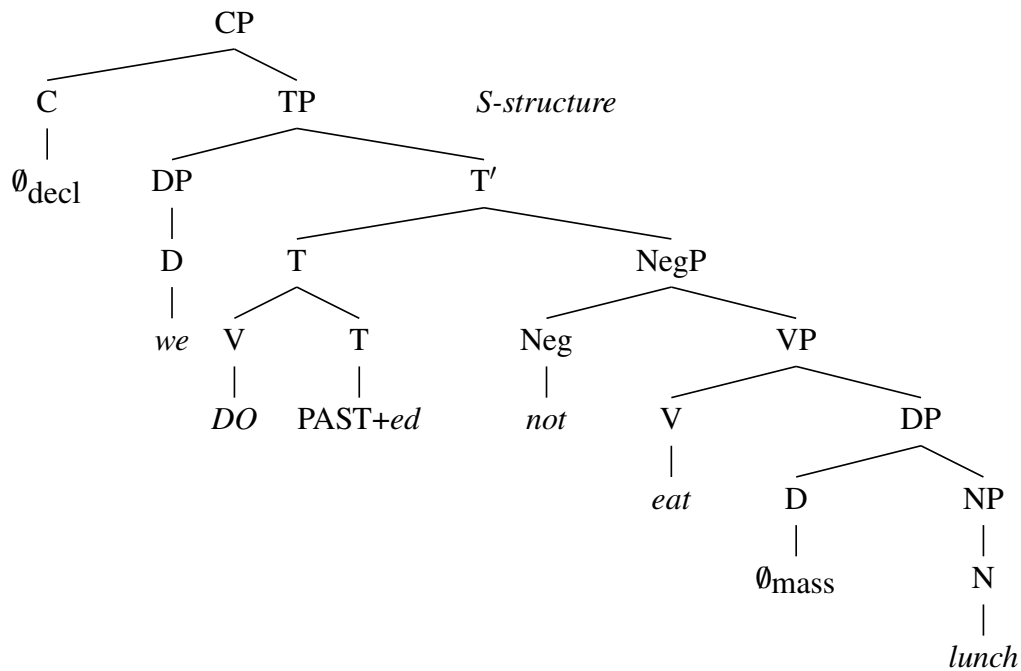 CP
C TP S-structure
∅decl DP T′
D T NegP
we V T Neg VP
DO PAST+ed not V DP
eat D NP
∅mass N
lunch